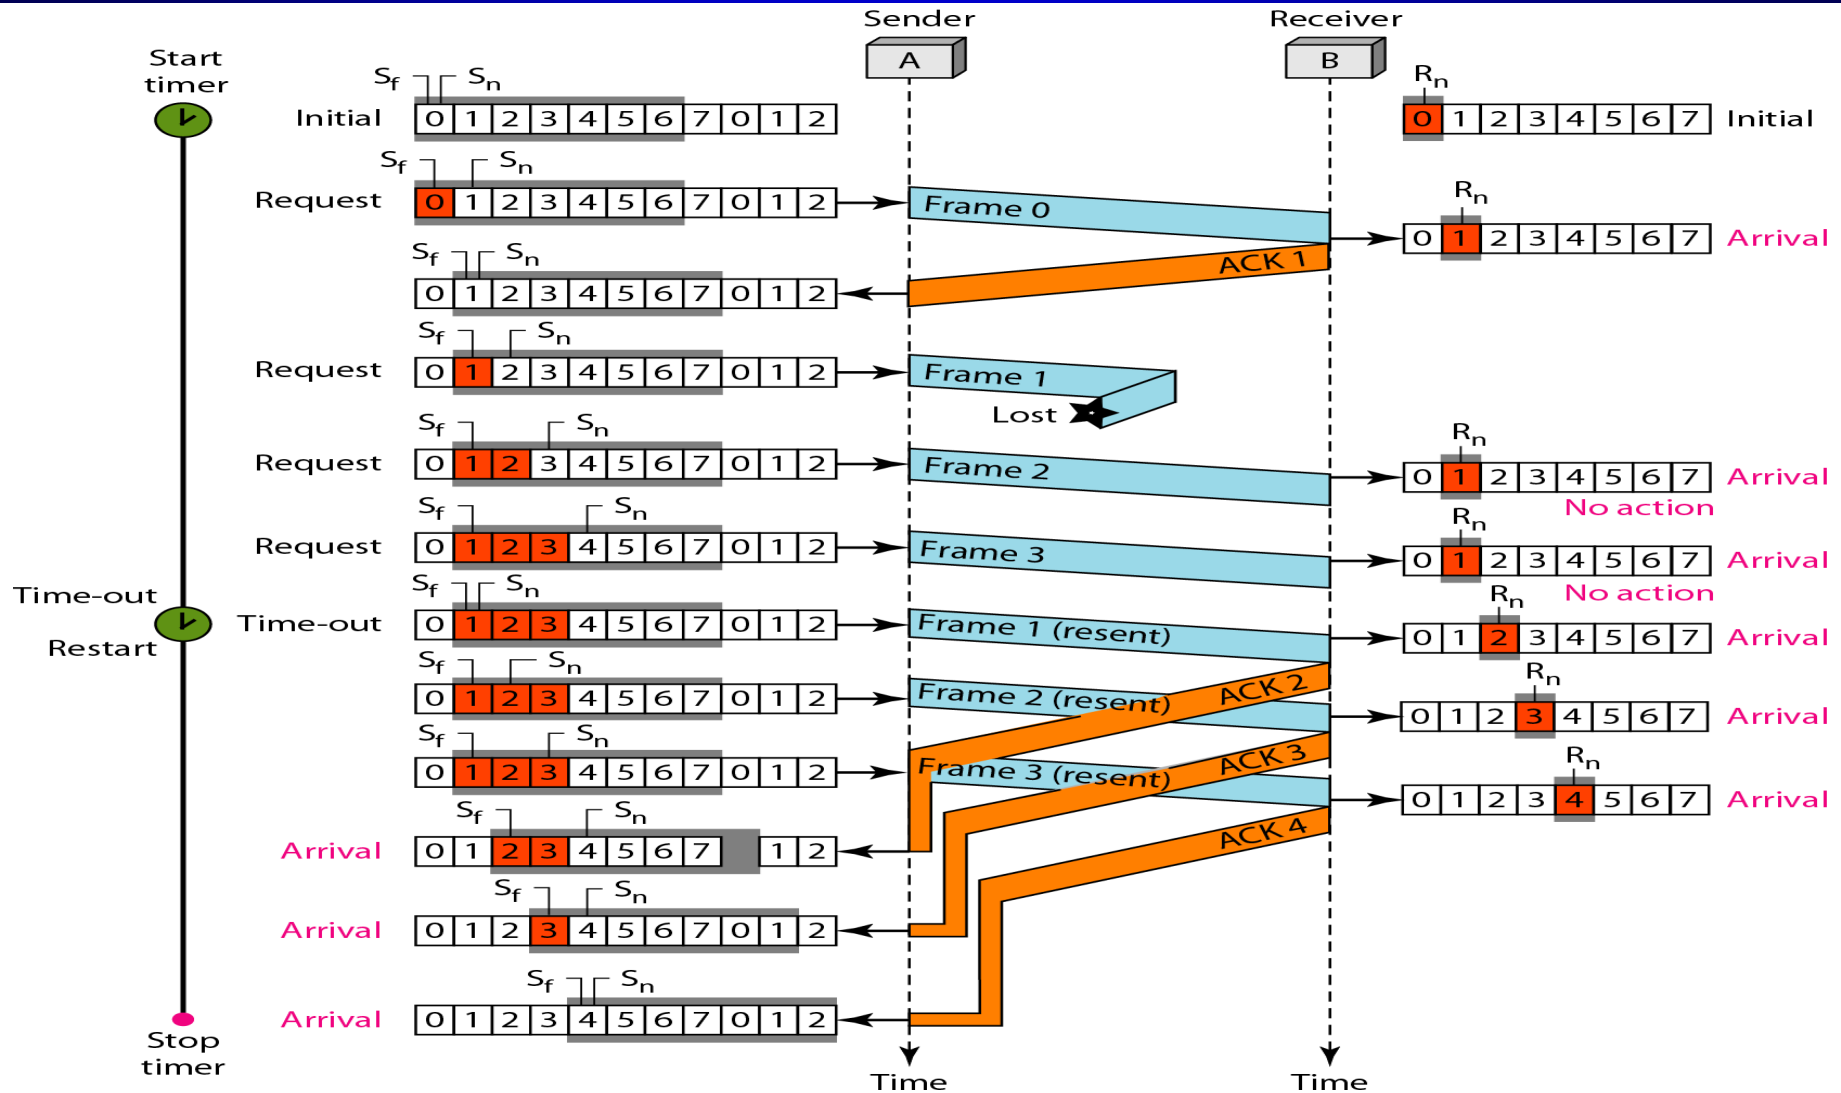 Sender
Receiver
A
B
Start
timer
Sf Sn
Initial
0 1 2 3 4 5 6 7 0 1 2
Rn
0 1 2 3 4 5 6 7
Initial
Sf Sn
Request
0 1 2 3 4 5 6 7 0 1 2
Frame 0
Rn
0 1 2 3 4 5 6 7
Arrival
Sf Sn
0 1 2 3 4 5 6 7 0 1 2
ACK 1
Sf Sn
Request
0 1 2 3 4 5 6 7 0 1 2
Frame 1
Lost
Sf Sn
Request
0 1 2 3 4 5 6 7 0 1 2
Frame 2
Rn
0 1 2 3 4 5 6 7
Arrival
No action
Sf Sn
Request
0 1 2 3 4 5 6 7 0 1 2
Frame 3
Rn
0 1 2 3 4 5 6 7
Arrival
No action
Time-out
Restart
Sf Sn
Time-out
0 1 2 3 4 5 6 7 0 1 2
Frame 1 (resent)
Rn
0 1 2 3 4 5 6 7
Arrival
Sf Sn
0 1 2 3 4 5 6 7 0 1 2
Frame 2 (resent)
ACK 2
Rn
0 1 2 3 4 5 6 7
Arrival
Sf Sn
0 1 2 3 4 5 6 7 0 1 2
Frame 3 (resent)
ACK 3
Rn
0 1 2 3 4 5 6 7
Arrival
Sf Sn
Arrival
0 1 2 3 4 5 6 7 1 2
ACK 4
Sf Sn
Arrival
0 1 2 3 4 5 6 7 0 1 2
Sf Sn
Arrival
0 1 2 3 4 5 6 7 0 1 2
Stop
timer
Time
Time